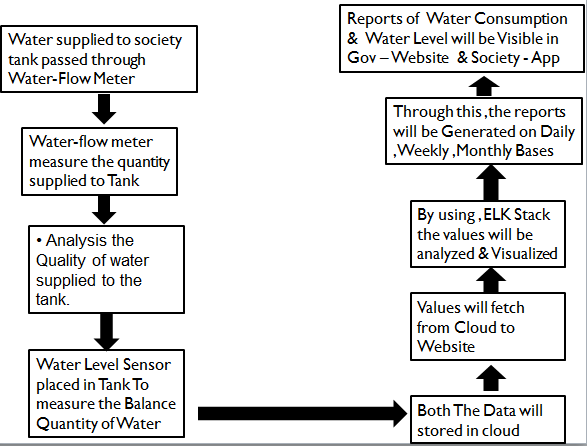 Water supplied to society
tank passed through
Water-Flow Meter
Water-flow meter
measure the quantity
supplied to Tank
• Analysis the
Quality of water
supplied to the
tank.
Water Level Sensor
placed in Tank To
measure the Balance
Quantity of Water
Both The Data will
stored in cloud
Values will fetch
from Cloud to
Website
By using , ELK Stack
the values will be
analyzed & Visualized
Through this ,the reports
will be Generated on Daily
,Weekly ,Monthly Bases
Reports of Water Consumption
& Water Level will be Visible in
Gov – Website & Society - App